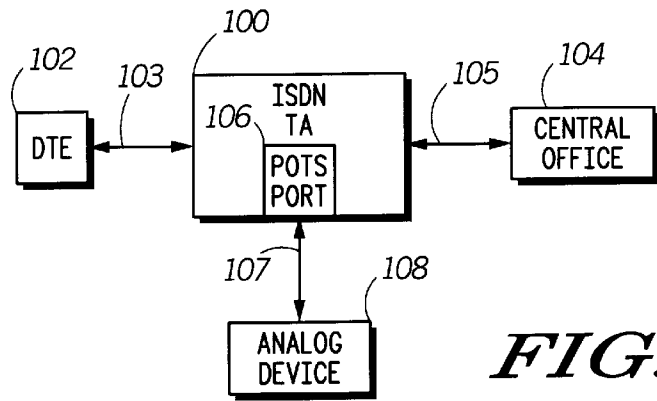 100
102
103
DTE
ISDN
TA
106
POTS
PORT
105
104
CENTRAL
OFFICE
107
108
ANALOG
DEVICE
FIG.